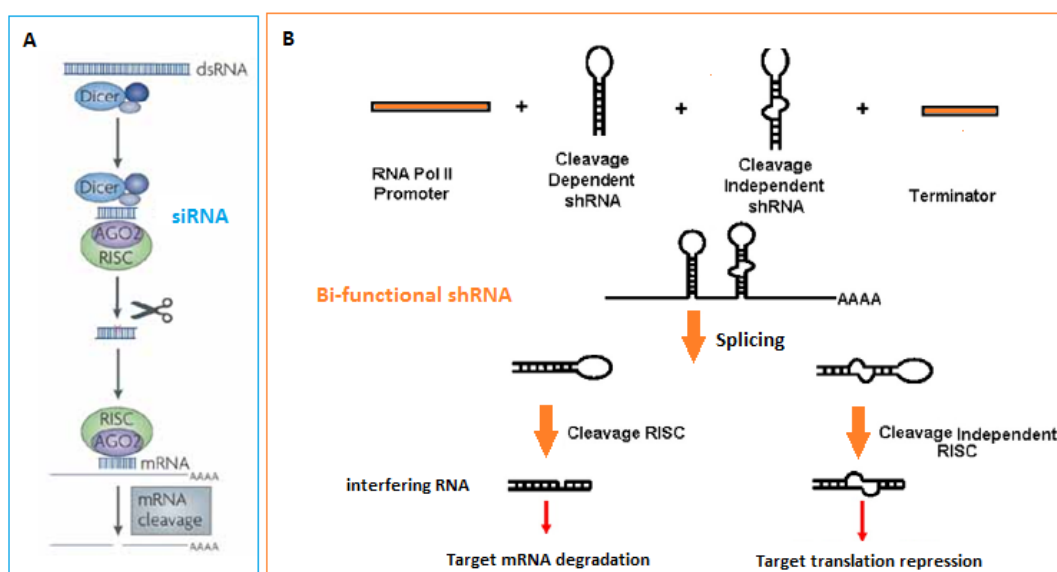 A
dsRNA
Dicer
Dicer
siRNA
AGO2
RISC
RISC
AGO2
mRNA
AAAA
mRNA
cleavage
AAAA
B
+
+
+
RNA Pol II
Promoter
Cleavage
Dependent
shRNA
Cleavage
Independent
shRNA
Terminator
Bi-functional shRNA
AAAA
Splicing
Cleavage RISC
Cleavage Independent
RISC
interfering RNA
Target mRNA degradation
Target translation repression